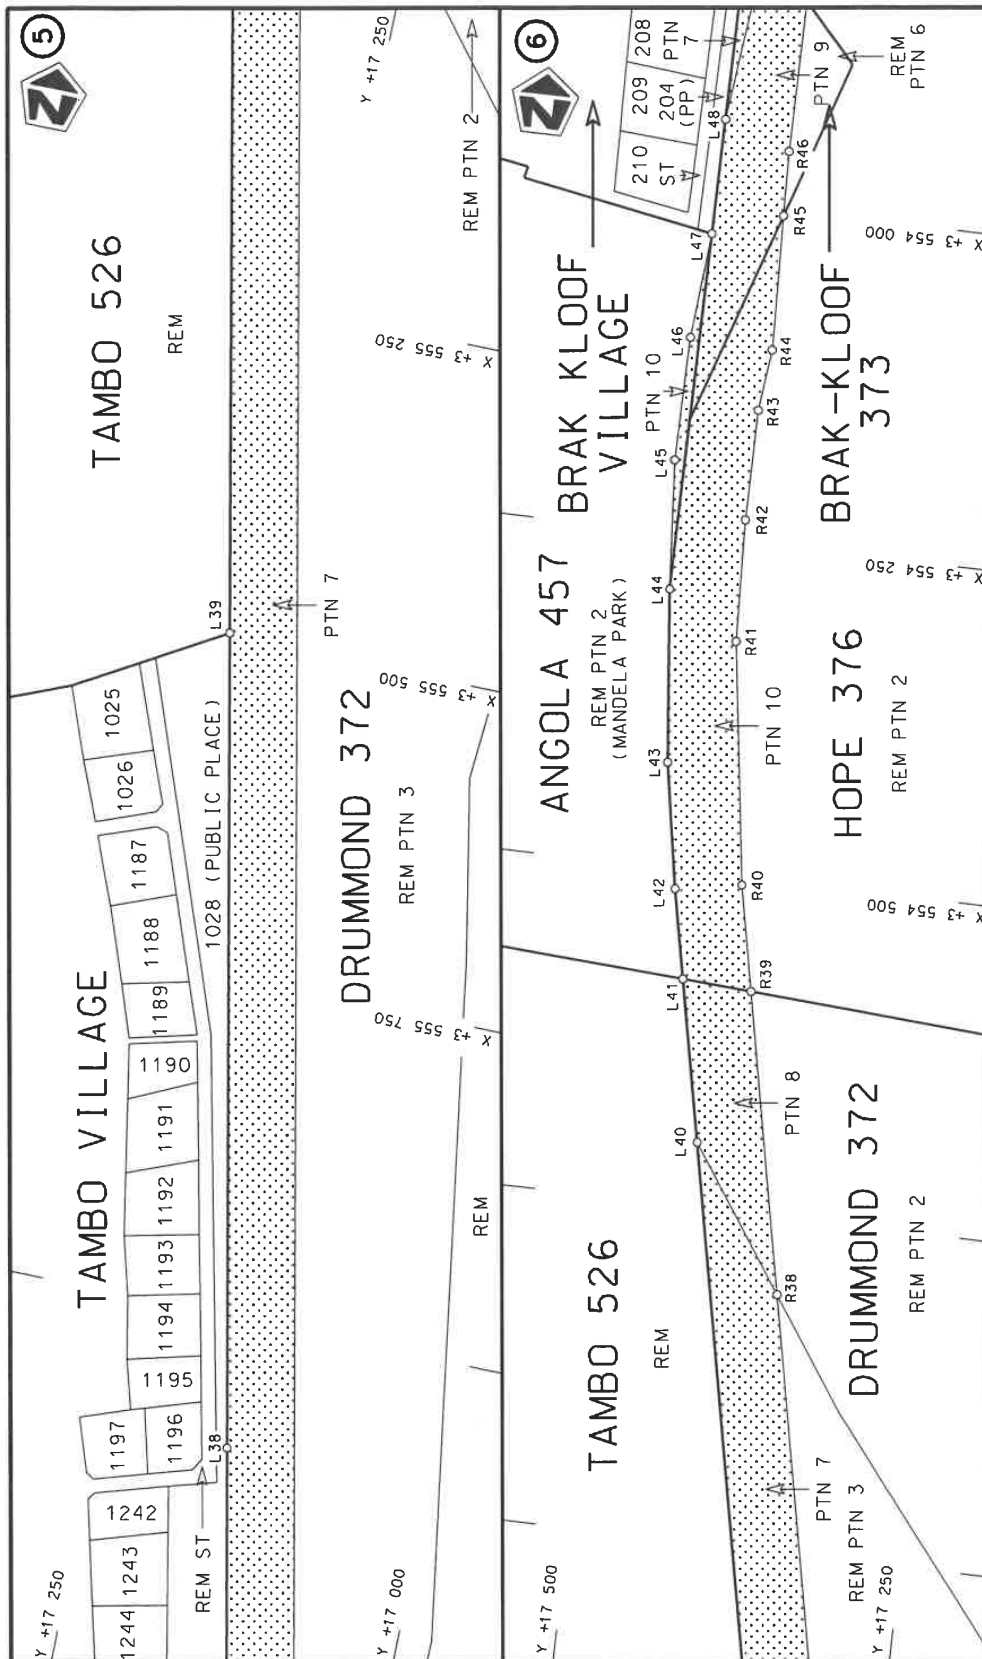 5
N
TAMBO VILLAGE
TAMBO 526
REM
1244
1243
1242
1197
1196
1195
1194
1193
1192
1191
1190
1189
1188
1187
1026
1025
1028 (PUBLIC PLACE)
REM ST
L38
L39
PTN 7
DRUMMOND 372
REM PTN 3
REM
REM PTN 2
Y +17 250
Y +17 000
Y +17 250
X +3 555 750
X +3 555 500
X +3 555 250
6
N
TAMBO 526
REM
ANGOLA 457
REM PTN 2
(MANDELA PARK)
BRAK KLOOF
VILLAGE
PTN 10
210
209
208
ST
204
(PP)
PTN
7
L40
L41
L42
L43
L44
L45
L46
L47
L48
R38
R39
R40
R41
R42
R43
R44
R45
R46
PTN 7
PTN 8
PTN 10
PTN 9
REM
PTN 6
REM PTN 3
DRUMMOND 372
REM PTN 2
HOPE 376
REM PTN 2
BRAK-KLOOF
373
Y +17 500
Y +17 250
X +3 554 500
X +3 554 250
X +3 554 000